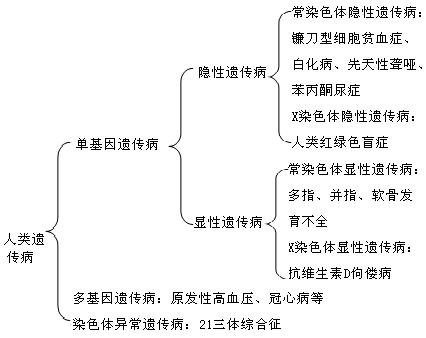 常染色体隐性遗传病：
镰刀型细胞贫血症、
白化病、先天性聋哑、
苯丙酮尿症
X染色体隐性遗传病：
人类红绿色盲症
隐性遗传病
单基因遗传病
常染色体显性遗传病：
多指、并指、软骨发
育不全
X染色体显性遗传病：
抗维生素D佝偻病
显性遗传病
人类遗
传病
多基因遗传病：原发性高血压、冠心病等
染色体异常遗传病：21三体综合征